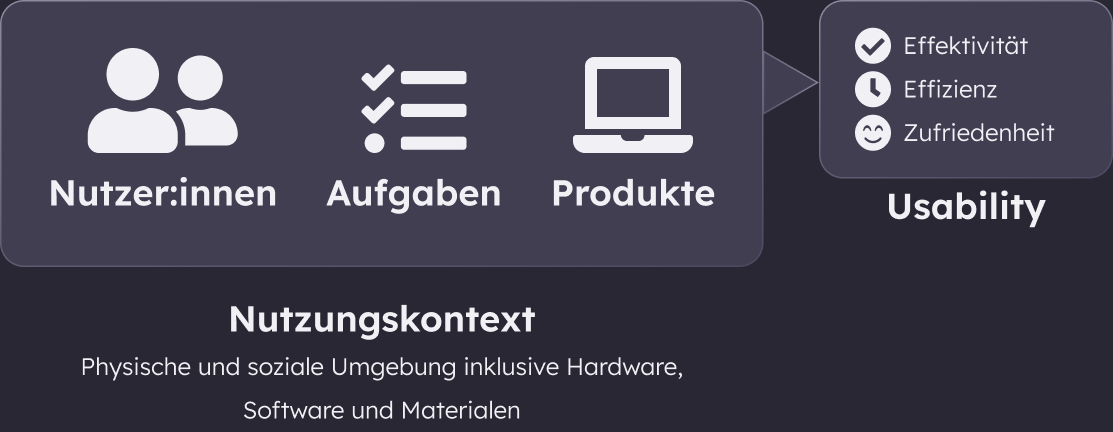 Nutzer:innen Aufgaben Produkte
Nutzungskontext
Physische und soziale Umgebung inklusive Hardware,
Software und Materialen
Effektivität
Effizienz
Zufriedenheit
Usability